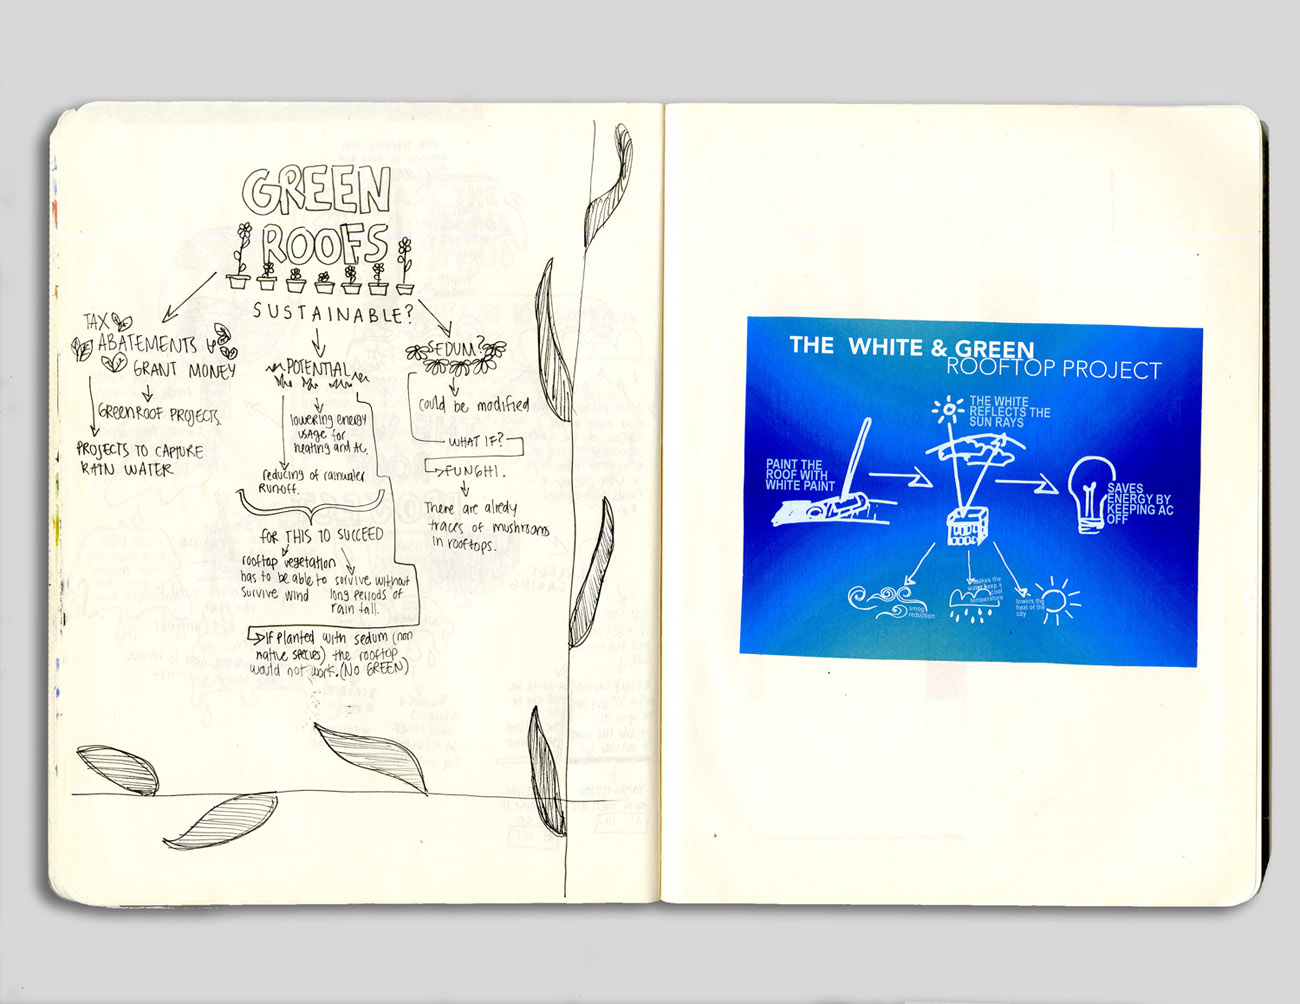 GREEN
ROOFS
SUSTAINABLE?
TAX
ABATEMENTS
GRANT MONEY
GREENROOF PROJECTS
PROJECTS TO CAPTURE
RAIN WATER
POTENTIAL
lowering energy
usage for
heating and AC.
reducing of rainwater
Runoff.
FOR THIS TO SUCCEED
rooftop vegetation
has to be able to
survive wind
survive without
long periods of
rain fall.
If planted with sedum (non
native species) the rooftop
would not work. (NO GREEN)
SEDUM?
could be modified
WHAT IF?
FUNGHI.
There are alredy
traces of mushrooms
in rooftops.
THE WHITE & GREEN
ROOFTOP PROJECT
THE WHITE
REFLECTS THE
SUN RAYS
PAINT THE
ROOF WITH
WHITE PAINT
SAVES
ENERGY BY
KEEPING AC
OFF
smog
reduction
makes the
water keep a
cool
temperature
lowers the
heat of the
city